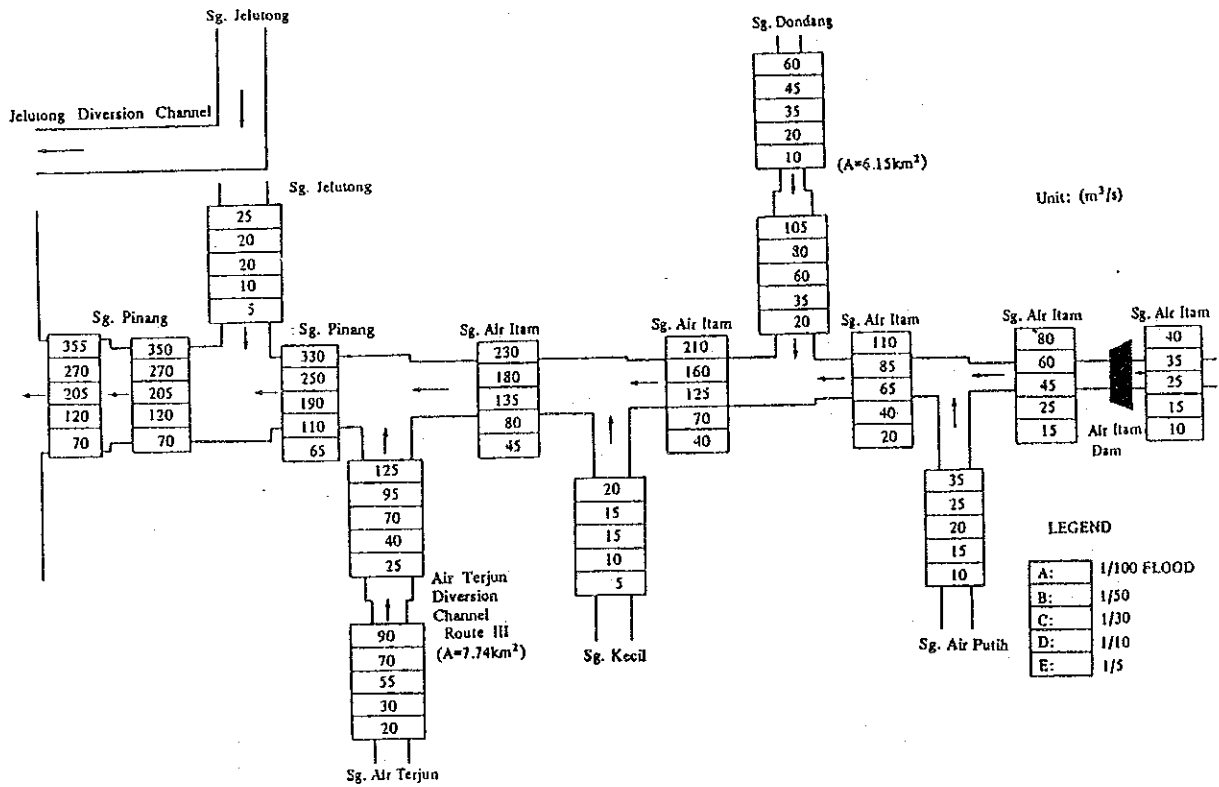 Sg. Jelutong
Jelutong Diversion Channel
Sg. Jelutong
25
20
20
10
5
Sg. Dondang
60
45
35
20
10
(A=6.15km²)
105
80
60
35
20
Unit: (m³/s)
Sg. Pinang
355
270
205
120
70
350
270
205
120
70
Sg. Pinang
330
250
190
110
65
Sg. Air Itam
230
180
135
80
45
Sg. Air Itam
210
160
125
70
40
Sg. Air Itam
110
85
65
40
20
Sg. Air Itam
80
60
45
25
15
Air Itam
Dam
Sg. Air Itam
40
35
25
15
10
125
95
70
40
25
Air Terjun
Diversion
Channel
Route III
(A=7.74km²)
90
70
55
30
20
Sg. Air Terjun
20
15
15
10
5
Sg. Kecil
35
25
20
15
10
Sg. Air Putih
LEGEND
A: 1/100 FLOOD
B: 1/50
C: 1/30
D: 1/10
E: 1/5